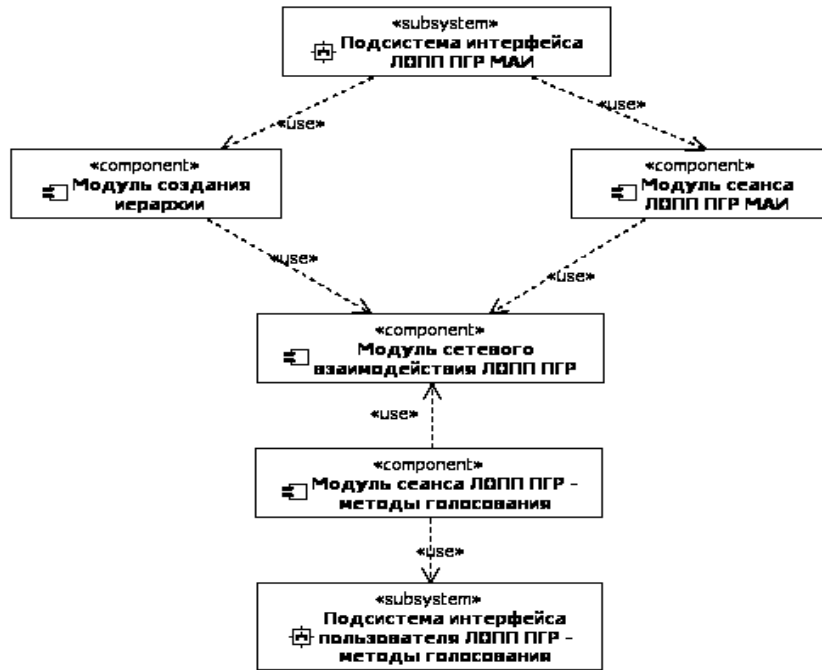 «subsystem»
Подсистема интерфейса
ЛОПП ПГР МАИ
«use»
«use»
«component»
Модуль создания
иерархии
«component»
Модуль сеанса
ЛОПП ПГР МАИ
«use»
«use»
«component»
Модуль сетевого
взаимодействия ЛОПП ПГР
«use»
«component»
Модуль сеанса ЛОПП ПГР -
методы голосования
«use»
«subsystem»
Подсистема интерфейса
пользователя ЛОПП ПГР -
методы голосования